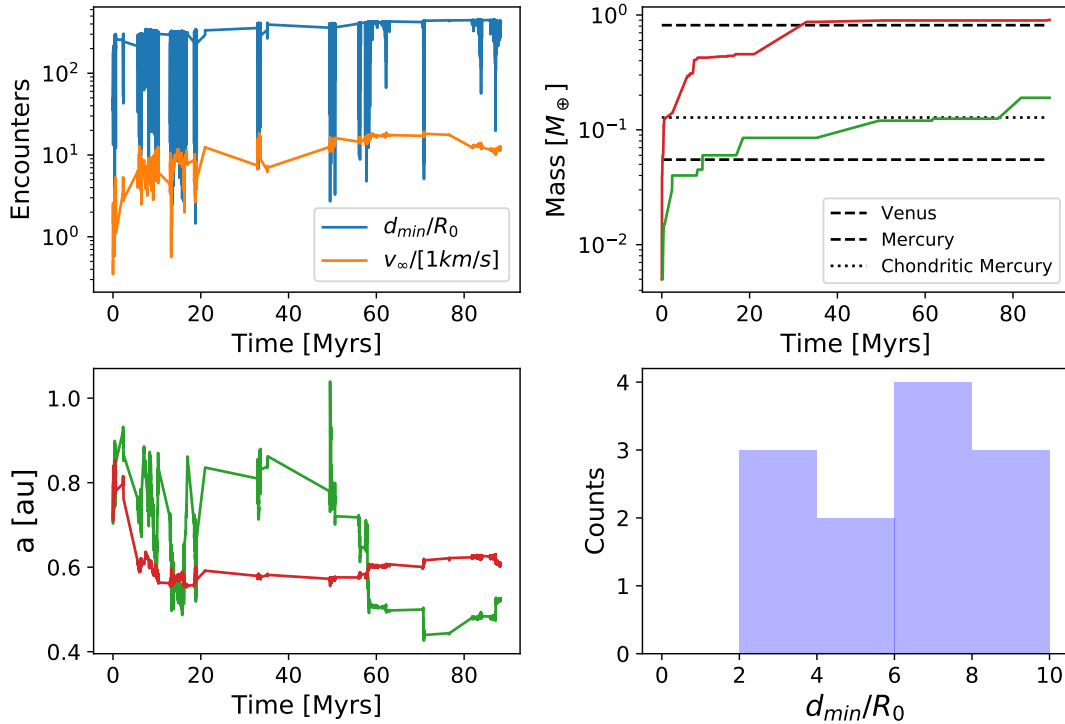 Encounters
10²
10¹
10⁰
0 20 40 60 80
Time [Myrs]
d_min/R_0
v_∞/[1km/s]
Mass [M_⊕]
10⁰
10⁻¹
10⁻²
0 20 40 60 80
Time [Myrs]
Venus
Mercury
Chondritic Mercury
a [au]
1.0
0.8
0.6
0.4
0 20 40 60 80
Time [Myrs]
Counts
4
3
2
1
0
0 2 4 6 8 10
d_min/R_0